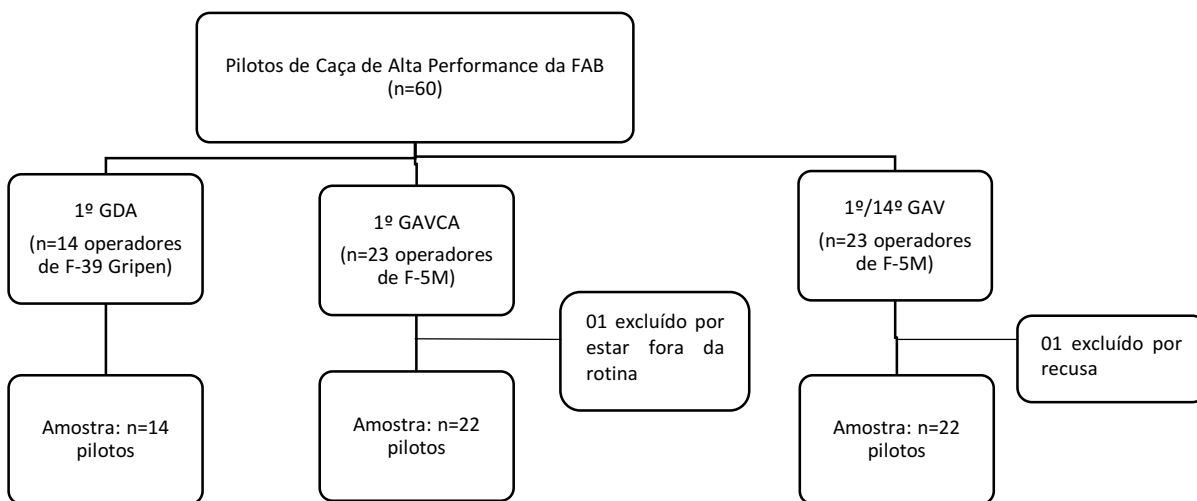 Pilotos de Caça de Alta Performance da FAB
(n=60)
1º GDA
(n=14 operadores
de F-39 Gripen)
1º GAVCA
(n=23 operadores
de F-5M)
1º/14º GAV
(n=23 operadores
de F-5M)
01 excluído por
estar fora da
rotina
01 excluído por
recusa
Amostra: n=14
pilotos
Amostra: n=22
pilotos
Amostra: n=22
pilotos